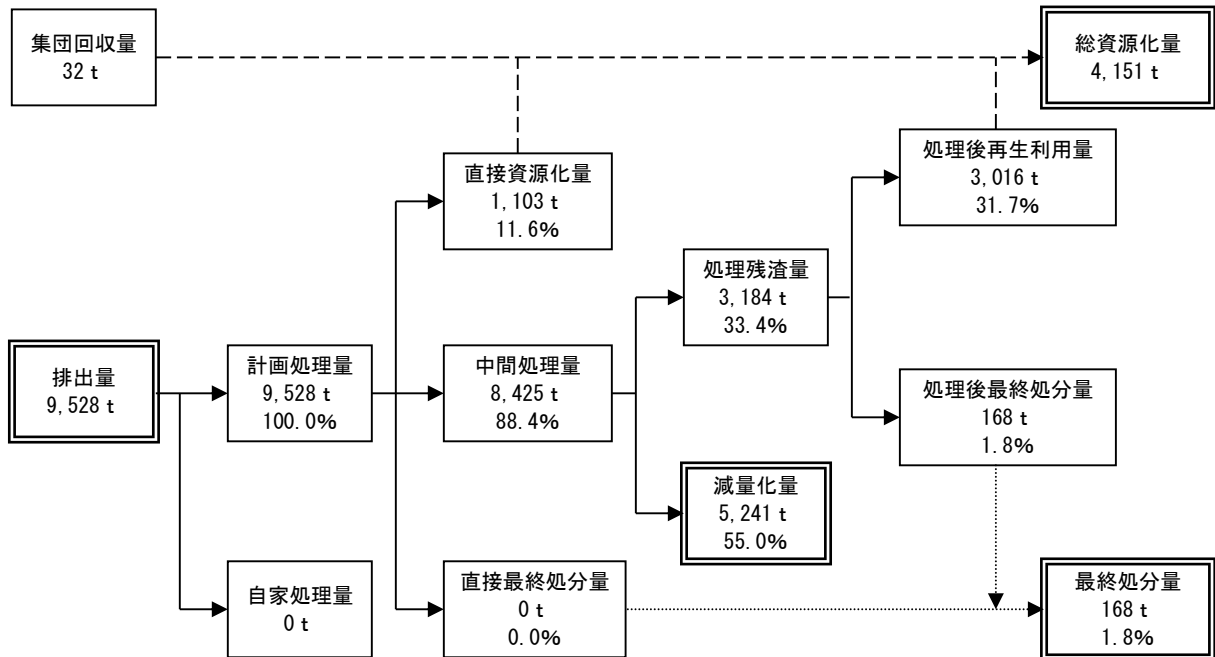 集団回収量
32 t
総資源化量
4,151 t
直接資源化量
1,103 t
11.6%
処理後再生利用量
3,016 t
31.7%
処理残渣量
3,184 t
33.4%
排出量
9,528 t
計画処理量
9,528 t
100.0%
中間処理量
8,425 t
88.4%
処理後最終処分量
168 t
1.8%
減量化量
5,241 t
55.0%
自家処理量
0 t
直接最終処分量
0 t
0.0%
最終処分量
168 t
1.8%